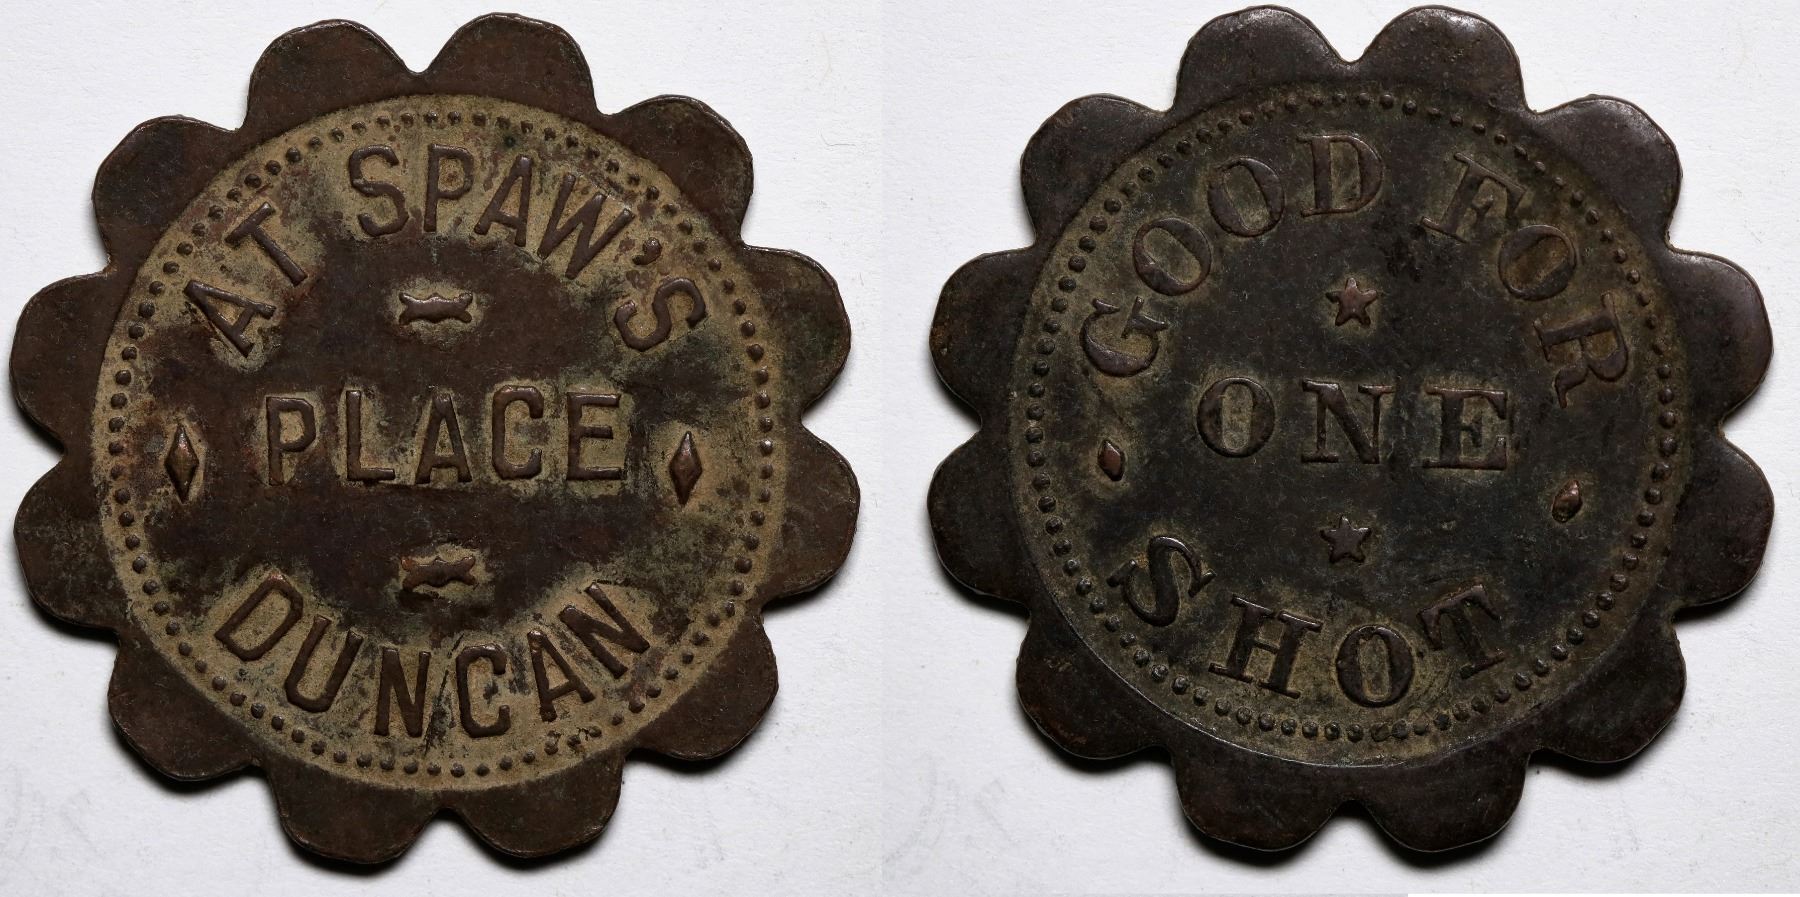 AT SPAW'S
PLACE
DUNCAN
GOOD FOR
ONE
SHOT